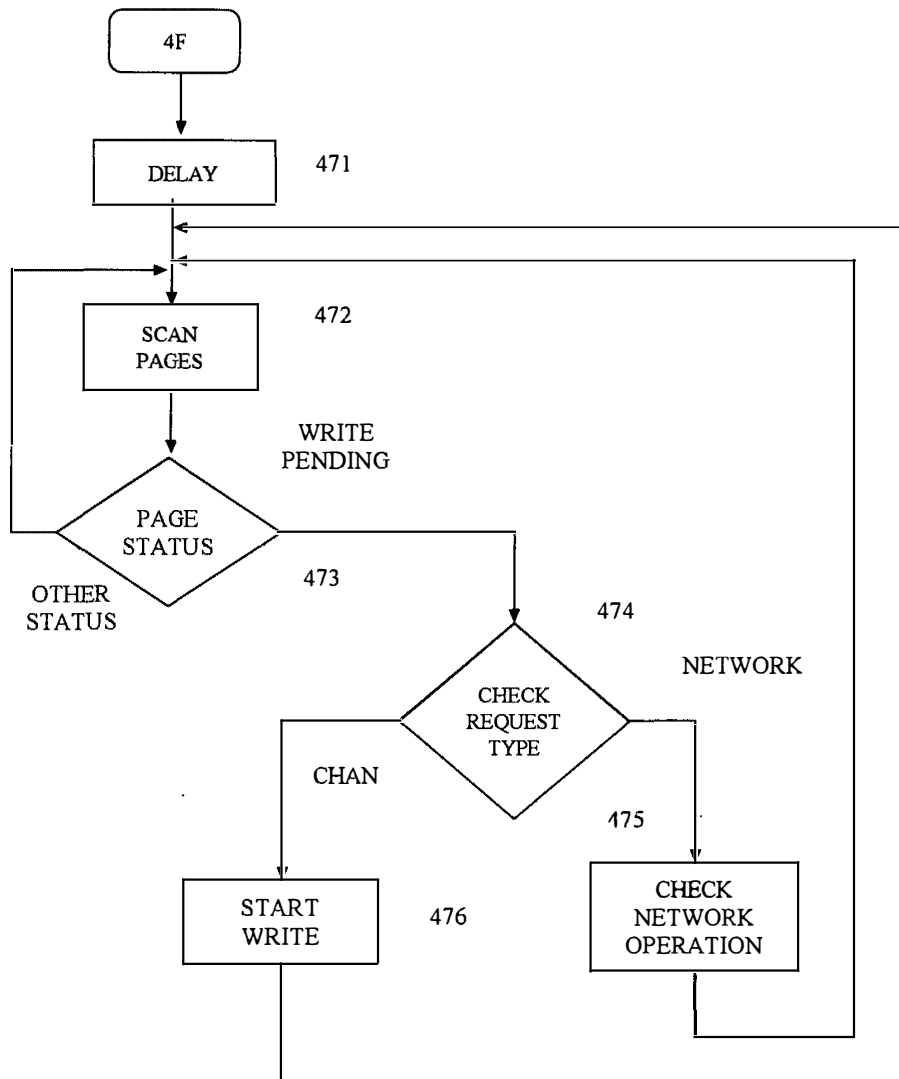 4F
DELAY
471
472
SCAN
PAGES
WRITE
PENDING
PAGE
STATUS
473
OTHER
STATUS
474
NETWORK
CHECK
REQUEST
TYPE
CHAN
475
START
WRITE
476
CHECK
NETWORK
OPERATION